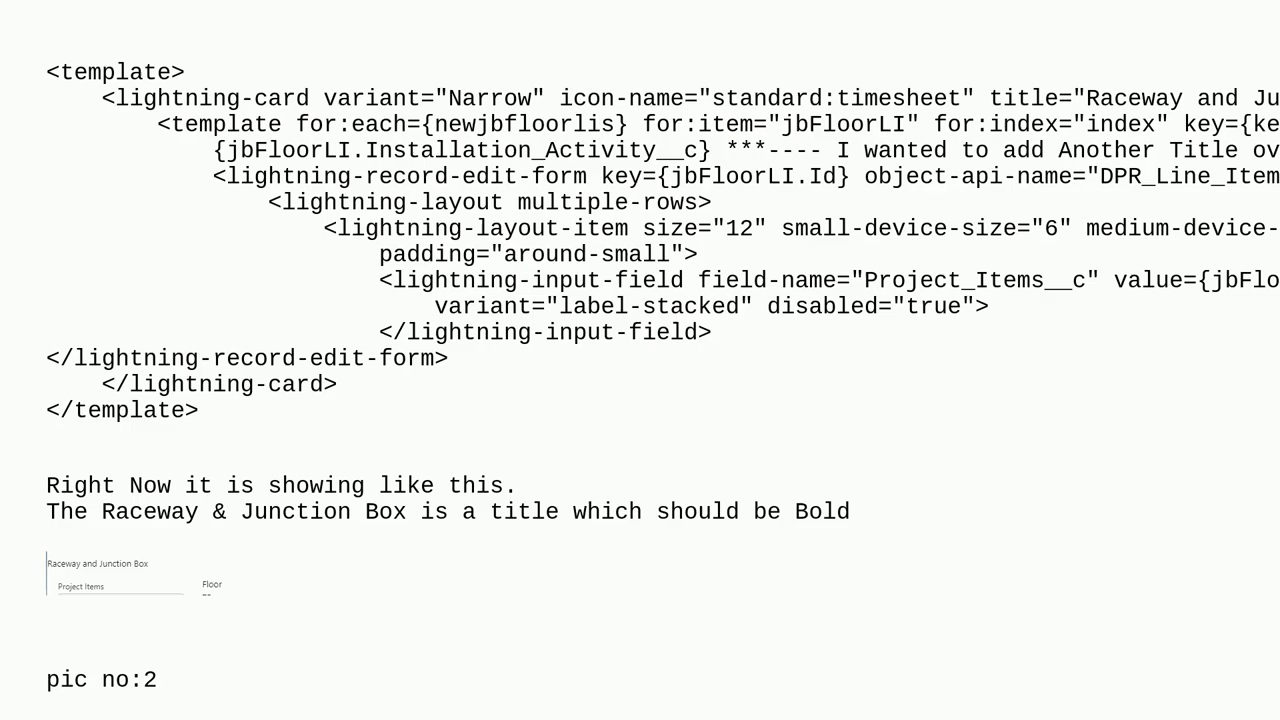 <template>
    <lightning-card variant="Narrow" icon-name="standard:timesheet" title="Raceway and Ju
        <template for:each={newjbfloorlis} for:item="jbFloorLI" for:index="index" key={ke
            {jbFloorLI.Installation_Activity__c} ***---- I wanted to add Another Title ov
            <lightning-record-edit-form key={jbFloorLI.Id} object-api-name="DPR_Line_Item
                <lightning-layout multiple-rows>
                    <lightning-layout-item size="12" small-device-size="6" medium-device-
                        padding="around-small">
                        <lightning-input-field field-name="Project_Items__c" value={jbFlo
                            variant="label-stacked" disabled="true">
                        </lightning-input-field>
</lightning-record-edit-form>
    </lightning-card>
</template>
Right Now it is showing like this.
The Raceway & Junction Box is a title which should be Bold
Raceway and Junction Box
Project Items Floor
pic no:2